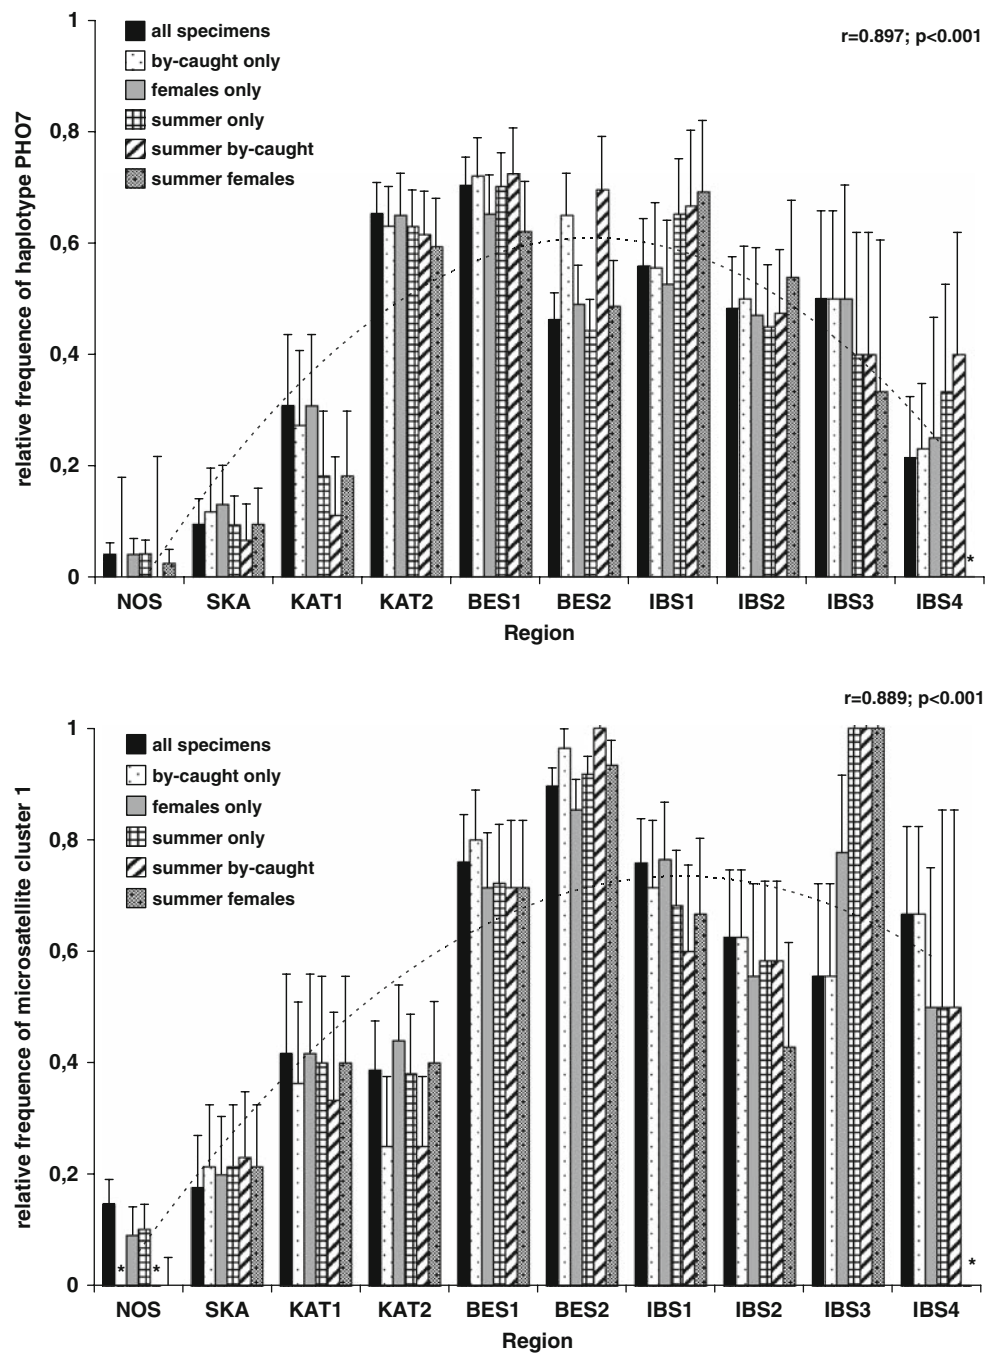 relative frequence of haplotype PHO7
1
0,8
0,6
0,4
0,2
0
all specimens
by-caught only
females only
summer only
summer by-caught
summer females
r=0.897; p<0.001
*
NOS SKA KAT1 KAT2 BES1 BES2 IBS1 IBS2 IBS3 IBS4
Region
relative frequence of microsatellite cluster 1
1
0,8
0,6
0,4
0,2
0
all specimens
by-caught only
females only
summer only
summer by-caught
summer females
r=0.889; p<0.001
* * *
NOS SKA KAT1 KAT2 BES1 BES2 IBS1 IBS2 IBS3 IBS4
Region